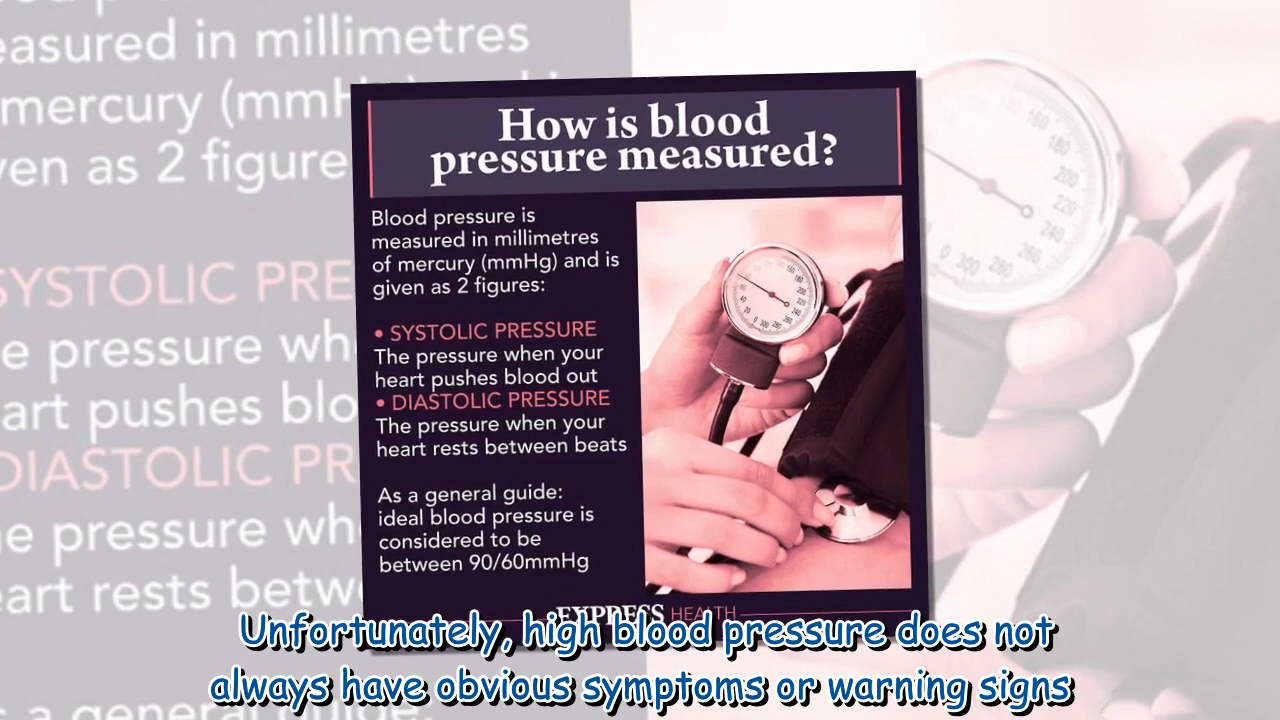 How is blood
pressure measured?
Blood pressure is
measured in millimetres
of mercury (mmHg) and is
given as 2 figures:
• SYSTOLIC PRESSURE
The pressure when your
heart pushes blood out
• DIASTOLIC PRESSURE
The pressure when your
heart rests between beats
As a general guide:
ideal blood pressure is
considered to be
between 90/60mmHg
EXPRESS HEALTH
Unfortunately, high blood pressure does not
always have obvious symptoms or warning signs